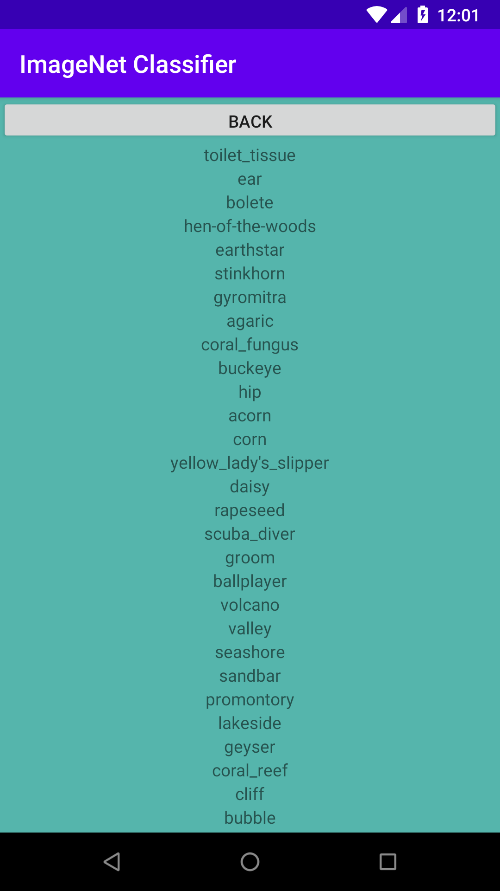 12:01
ImageNet Classifier
BACK
toilet_tissue
ear
bolete
hen-of-the-woods
earthstar
stinkhorn
gyromitra
agaric
coral_fungus
buckeye
hip
acorn
corn
yellow_lady's_slipper
daisy
rapeseed
scuba_diver
groom
ballplayer
volcano
valley
seashore
sandbar
promontory
lakeside
geyser
coral_reef
cliff
bubble